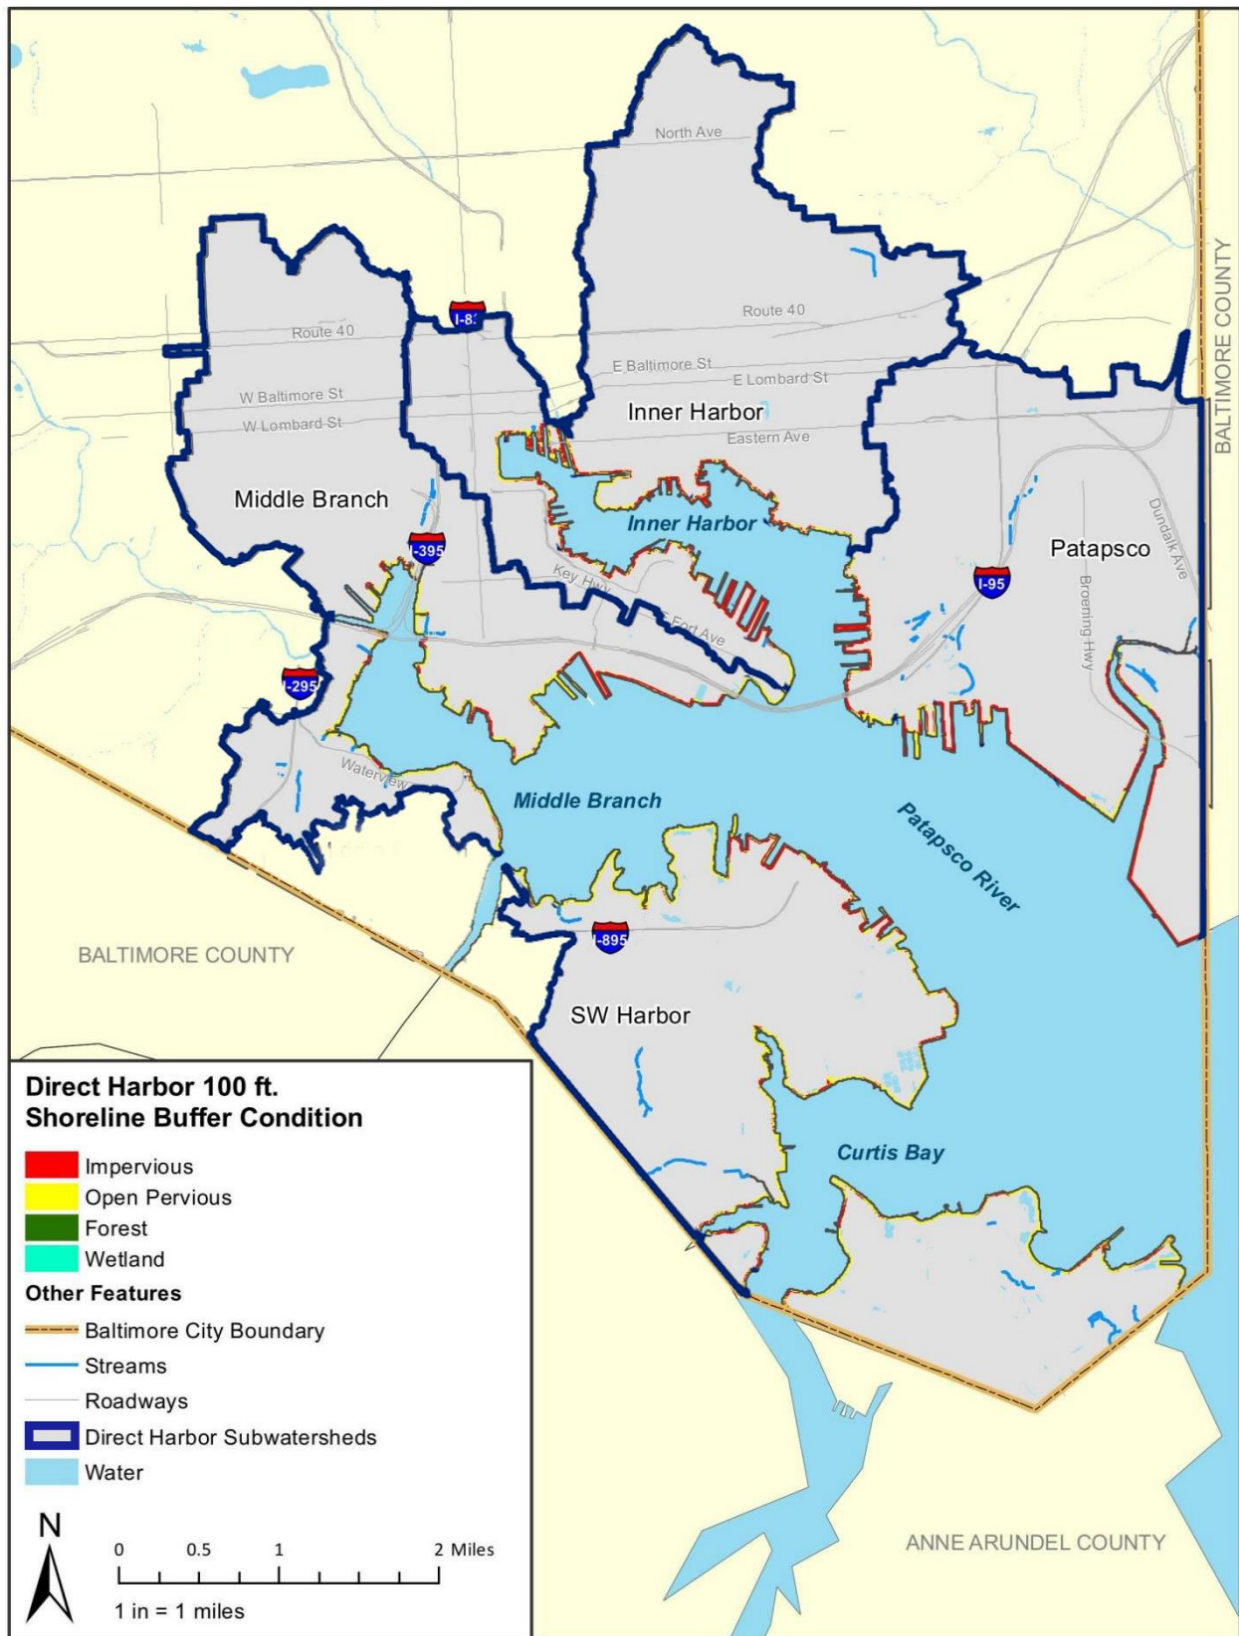 North Ave
BALTIMORE COUNTY
I-83
Route 40
Route 40
E Baltimore St
E Lombard St
W Baltimore St
W Lombard St
Inner Harbor
Eastern Ave
Middle Branch
Inner Harbor
Dundalk Ave
I-395
Patapsco
Key Hwy
I-95
Broening Hwy
E Fort Ave
I-295
Waterview
Middle Branch
Patapsco River
I-895
BALTIMORE COUNTY
SW Harbor
Curtis Bay
Direct Harbor 100 ft.
Shoreline Buffer Condition
Impervious
Open Pervious
Forest
Wetland
Other Features
Baltimore City Boundary
Streams
Roadways
Direct Harbor Subwatersheds
Water
N
0 0.5 1 2 Miles
1 in = 1 miles
ANNE ARUNDEL COUNTY